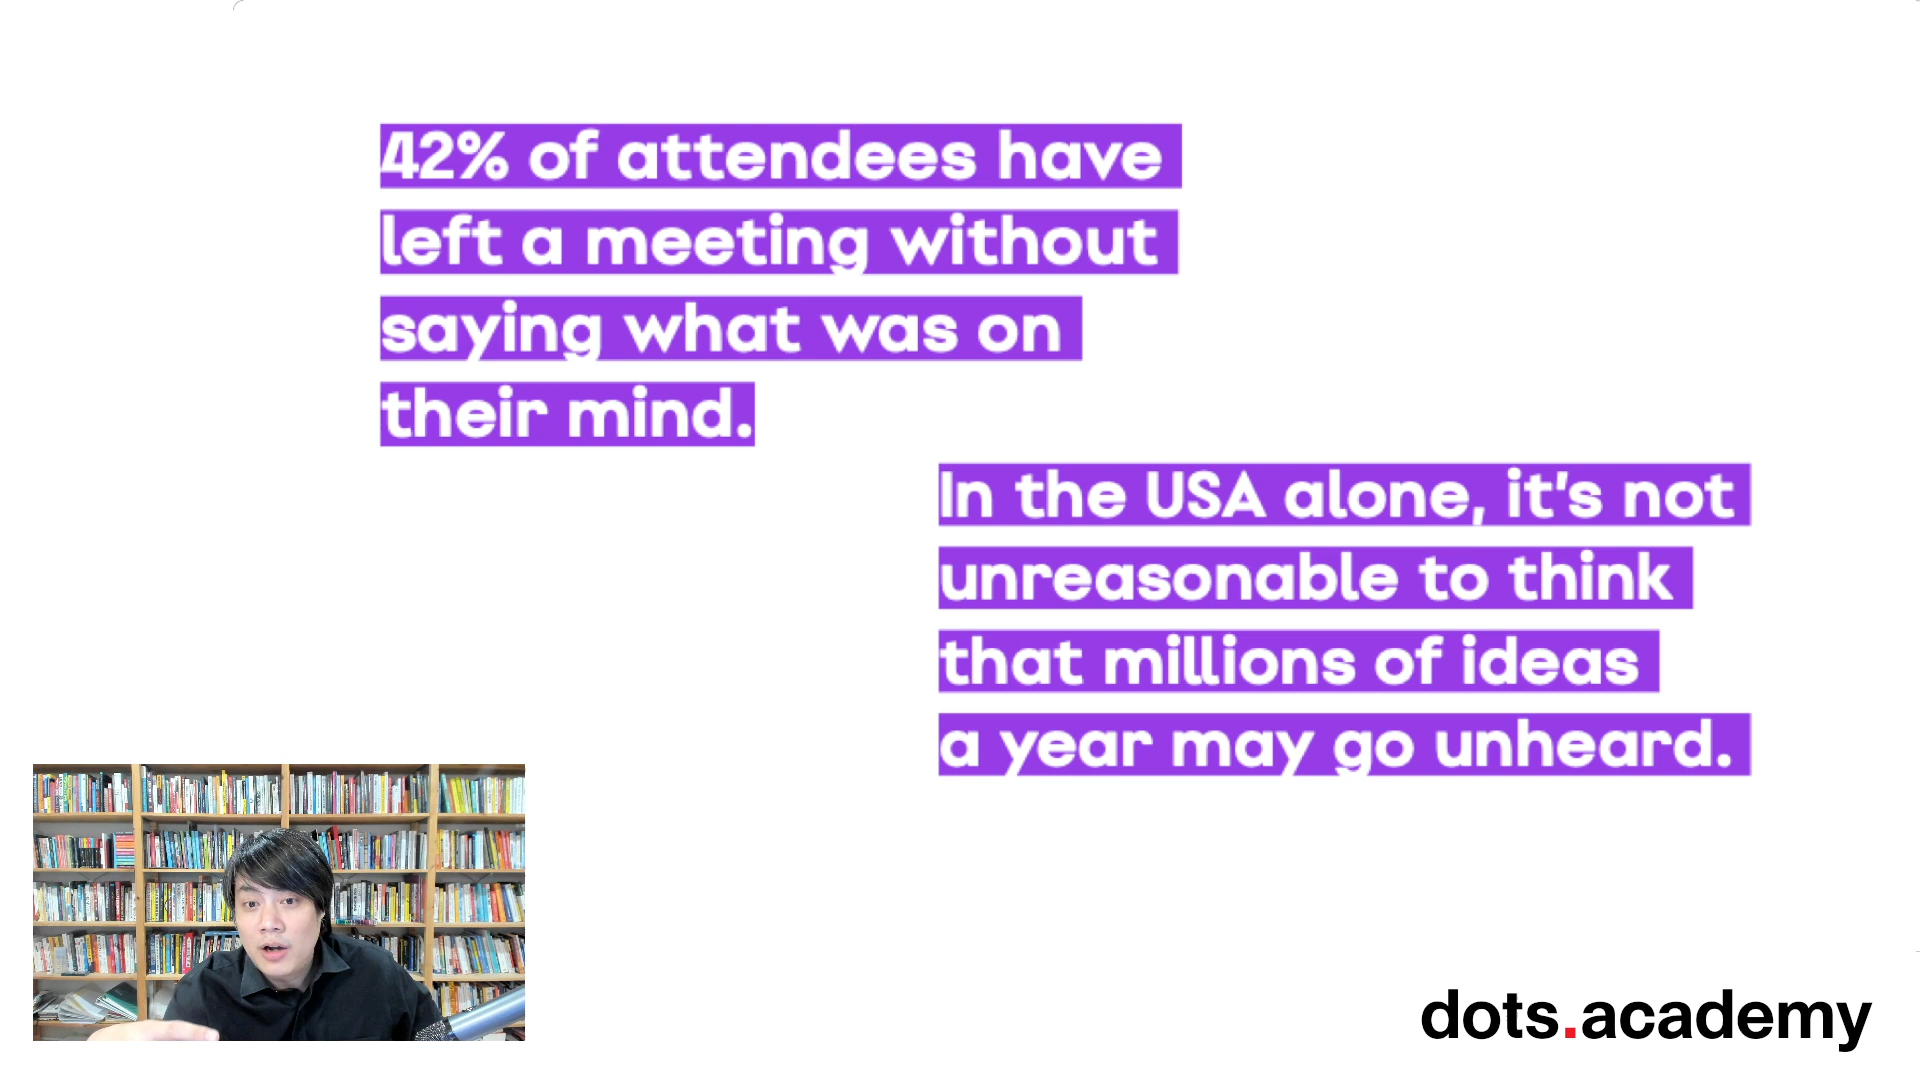 42% of attendees have
left a meeting without
saying what was on
their mind.
In the USA alone, it's not
unreasonable to think
that millions of ideas
a year may go unheard.
dots.academy